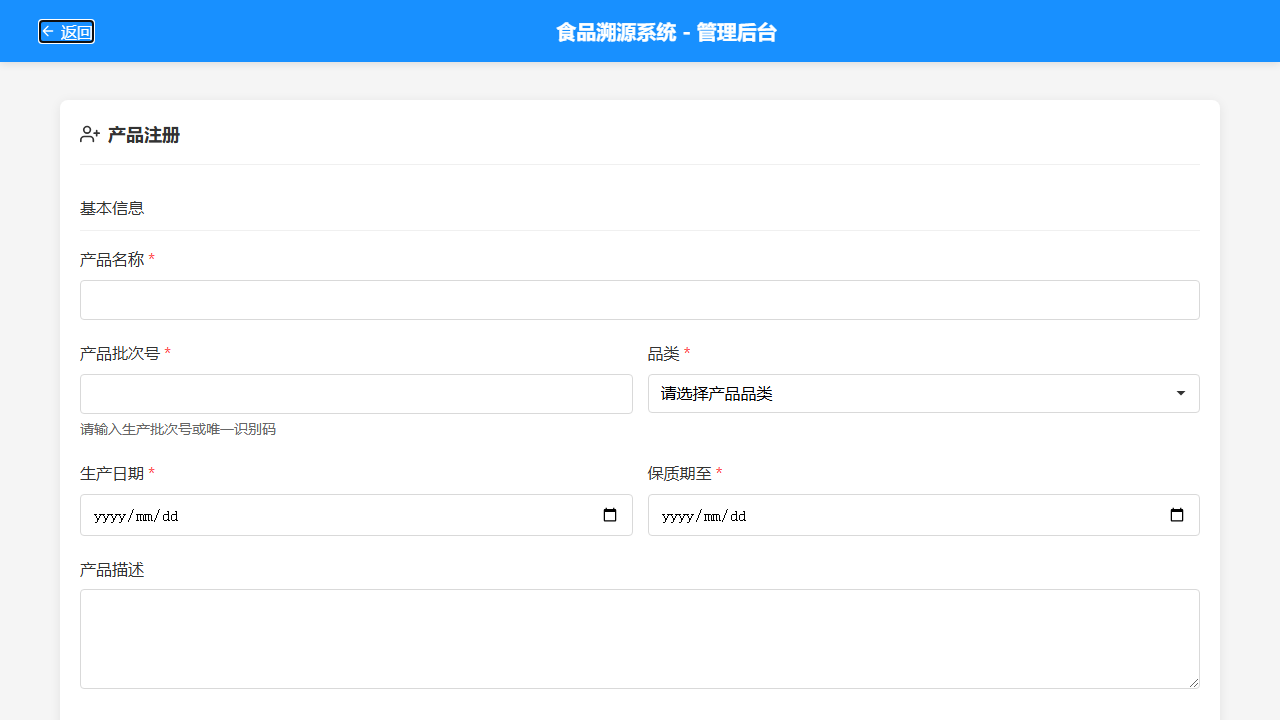 返回
食品溯源系统 - 管理后台
产品注册
基本信息
产品名称 *
产品批次号 *
品类 *
请选择产品品类
请输入生产批次号或唯一识别码
生产日期 *
保质期至 *
yyyy/mm/dd
yyyy/mm/dd
产品描述